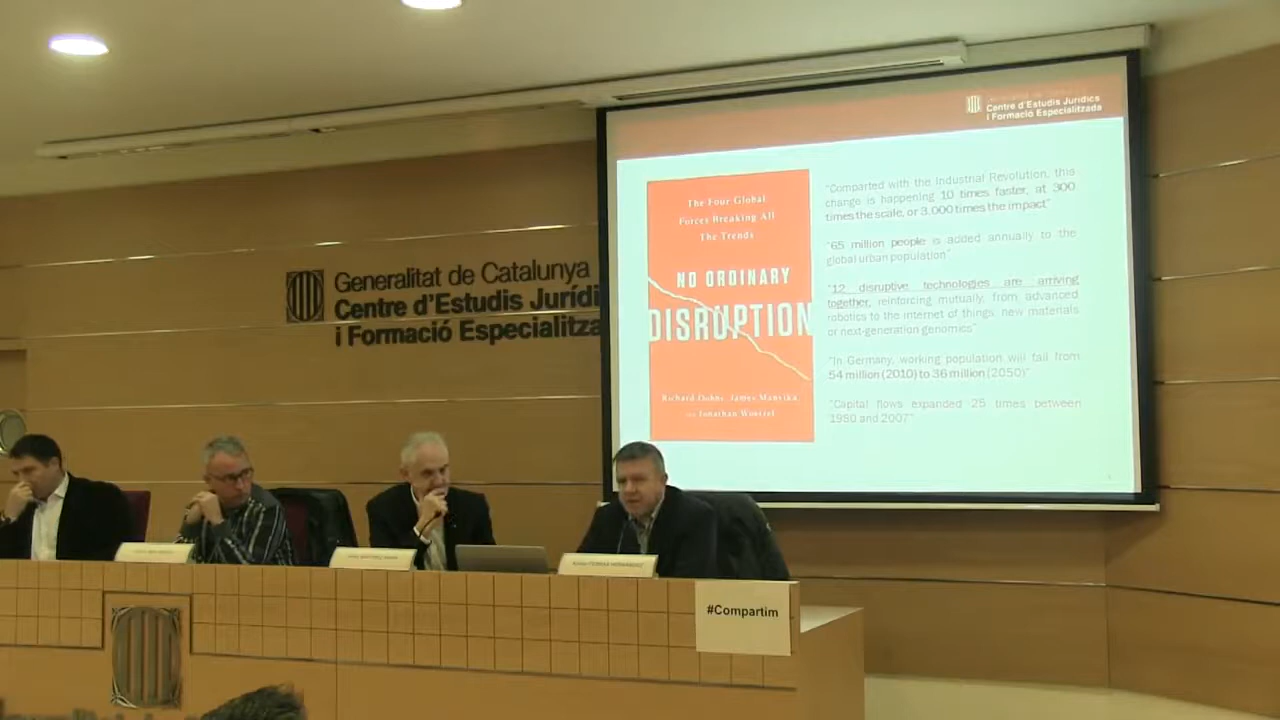 Centre d'Estudis Jurídics
i Formació Especialitzada
The Four Global
Forces Breaking All
The Trends
NO ORDINARY
DISRUPTION
Richard Dobbs, James Manyika
Jonathan Woetzel
"Comparted with the Industrial Revolution, this
change is happening 10 times faster, at 300
times the scale, or 3.000 times the impact"
"65 million people is added annually to the
global urban population"
"12 disruptive technologies are arriving
together, reinforcing mutually, from advanced
robotics to the internet of things, new materials
or next-generation genomics"
"In Germany, working population will fall from
54 million (2010) to 36 million (2050)"
"Capital flows expanded 25 times between
1980 and 2007"
Generalitat de Catalunya
Centre d'Estudis Jurídi
i Formació Especialitza
#Compartim